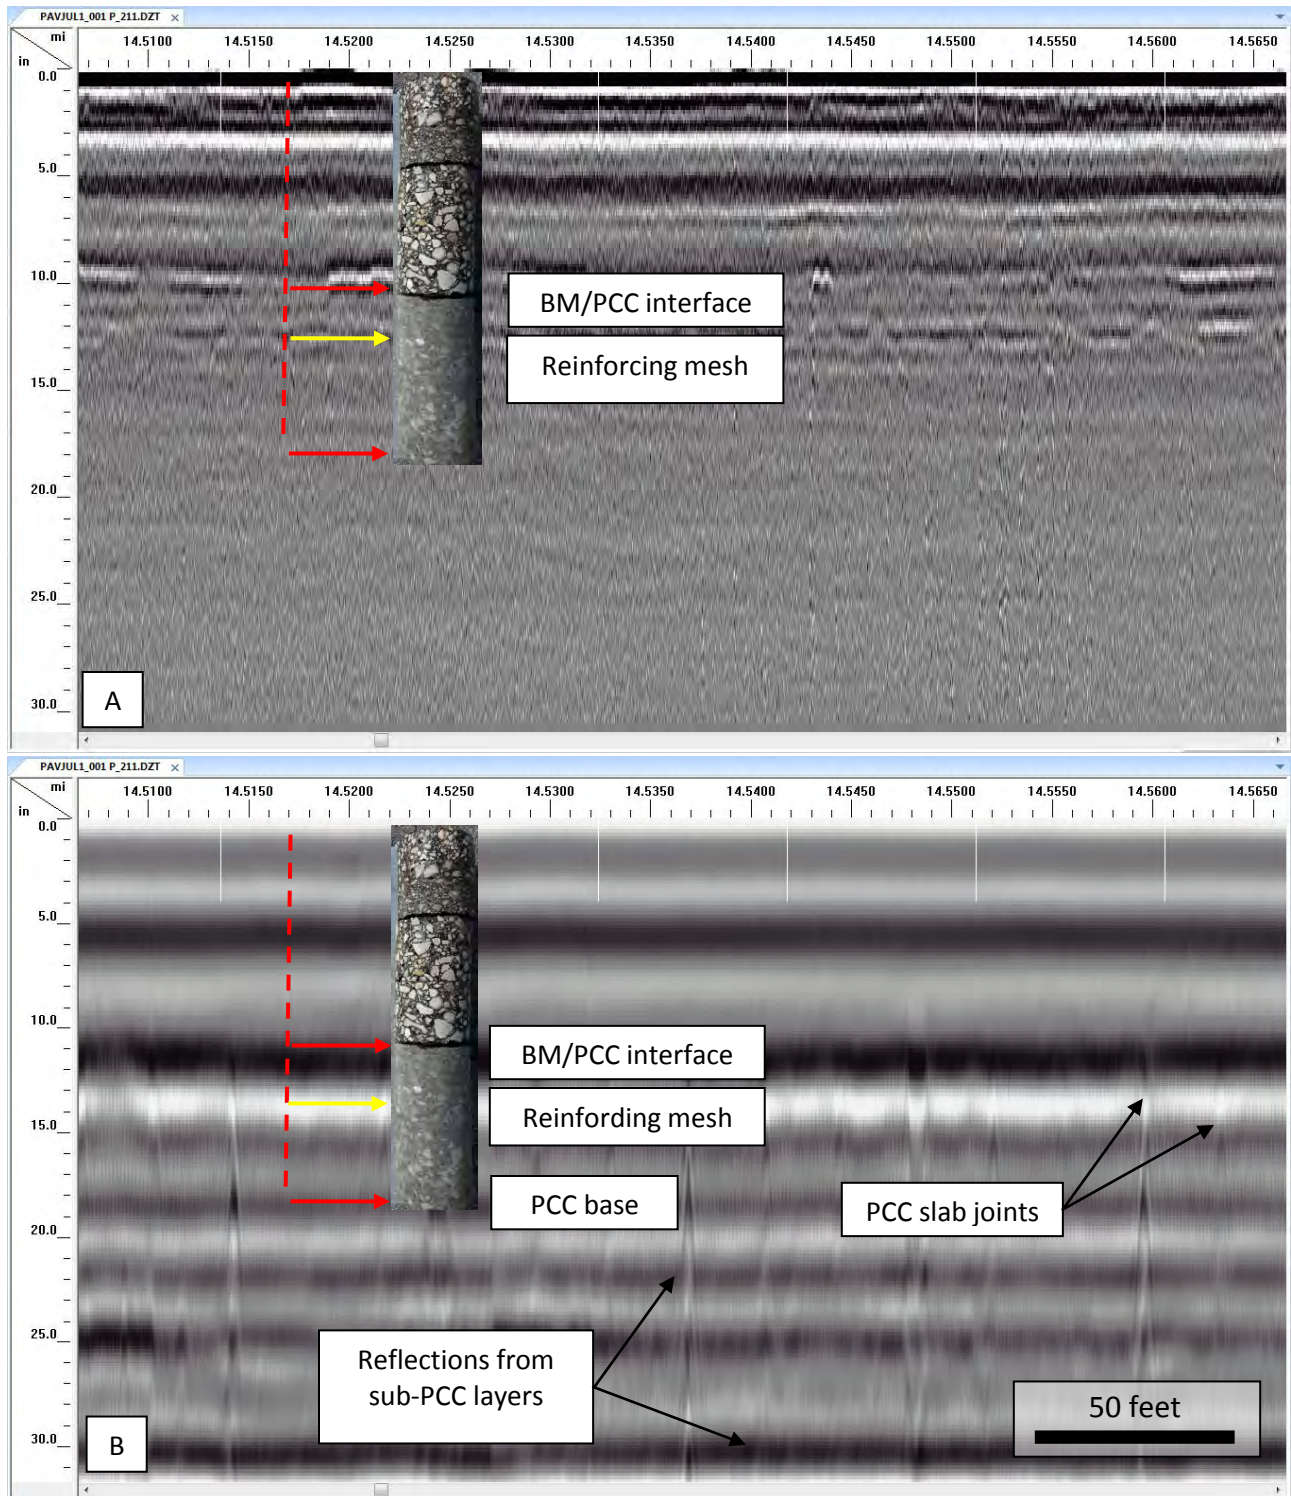 PAVJUL1_001 P_211.DZT ×
mi
in
14.5100 14.5150 14.5200 14.5250 14.5300 14.5350 14.5400 14.5450 14.5500 14.5550 14.5600 14.5650
0.0
5.0
10.0
BM/PCC interface
Reinforcing mesh
15.0
20.0
25.0
30.0
A
PAVJUL1_001 P_211.DZT ×
mi
in
14.5100 14.5150 14.5200 14.5250 14.5300 14.5350 14.5400 14.5450 14.5500 14.5550 14.5600 14.5650
0.0
5.0
10.0
BM/PCC interface
Reinfording mesh
15.0
PCC base
PCC slab joints
20.0
25.0
Reflections from
sub-PCC layers
50 feet
30.0
B